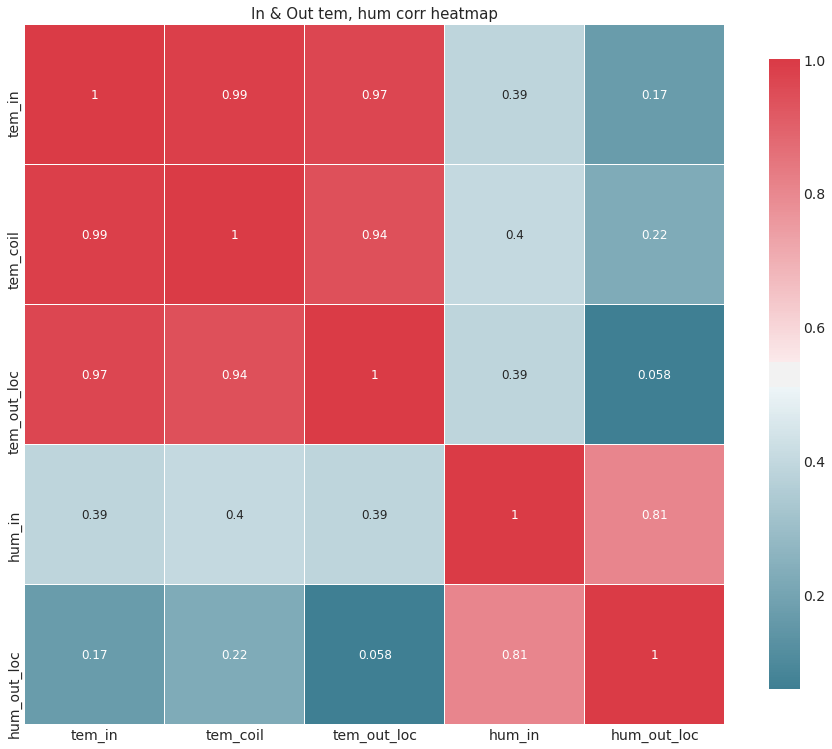 In & Out tem, hum corr heatmap
tem_in 1 0.99 0.97 0.39 0.17
tem_coil 0.99 1 0.94 0.4 0.22
tem_out_loc 0.97 0.94 1 0.39 0.058
hum_in 0.39 0.4 0.39 1 0.81
hum_out_loc 0.17 0.22 0.058 0.81 1
tem_in tem_coil tem_out_loc hum_in hum_out_loc
1.0
0.8
0.6
0.4
0.2